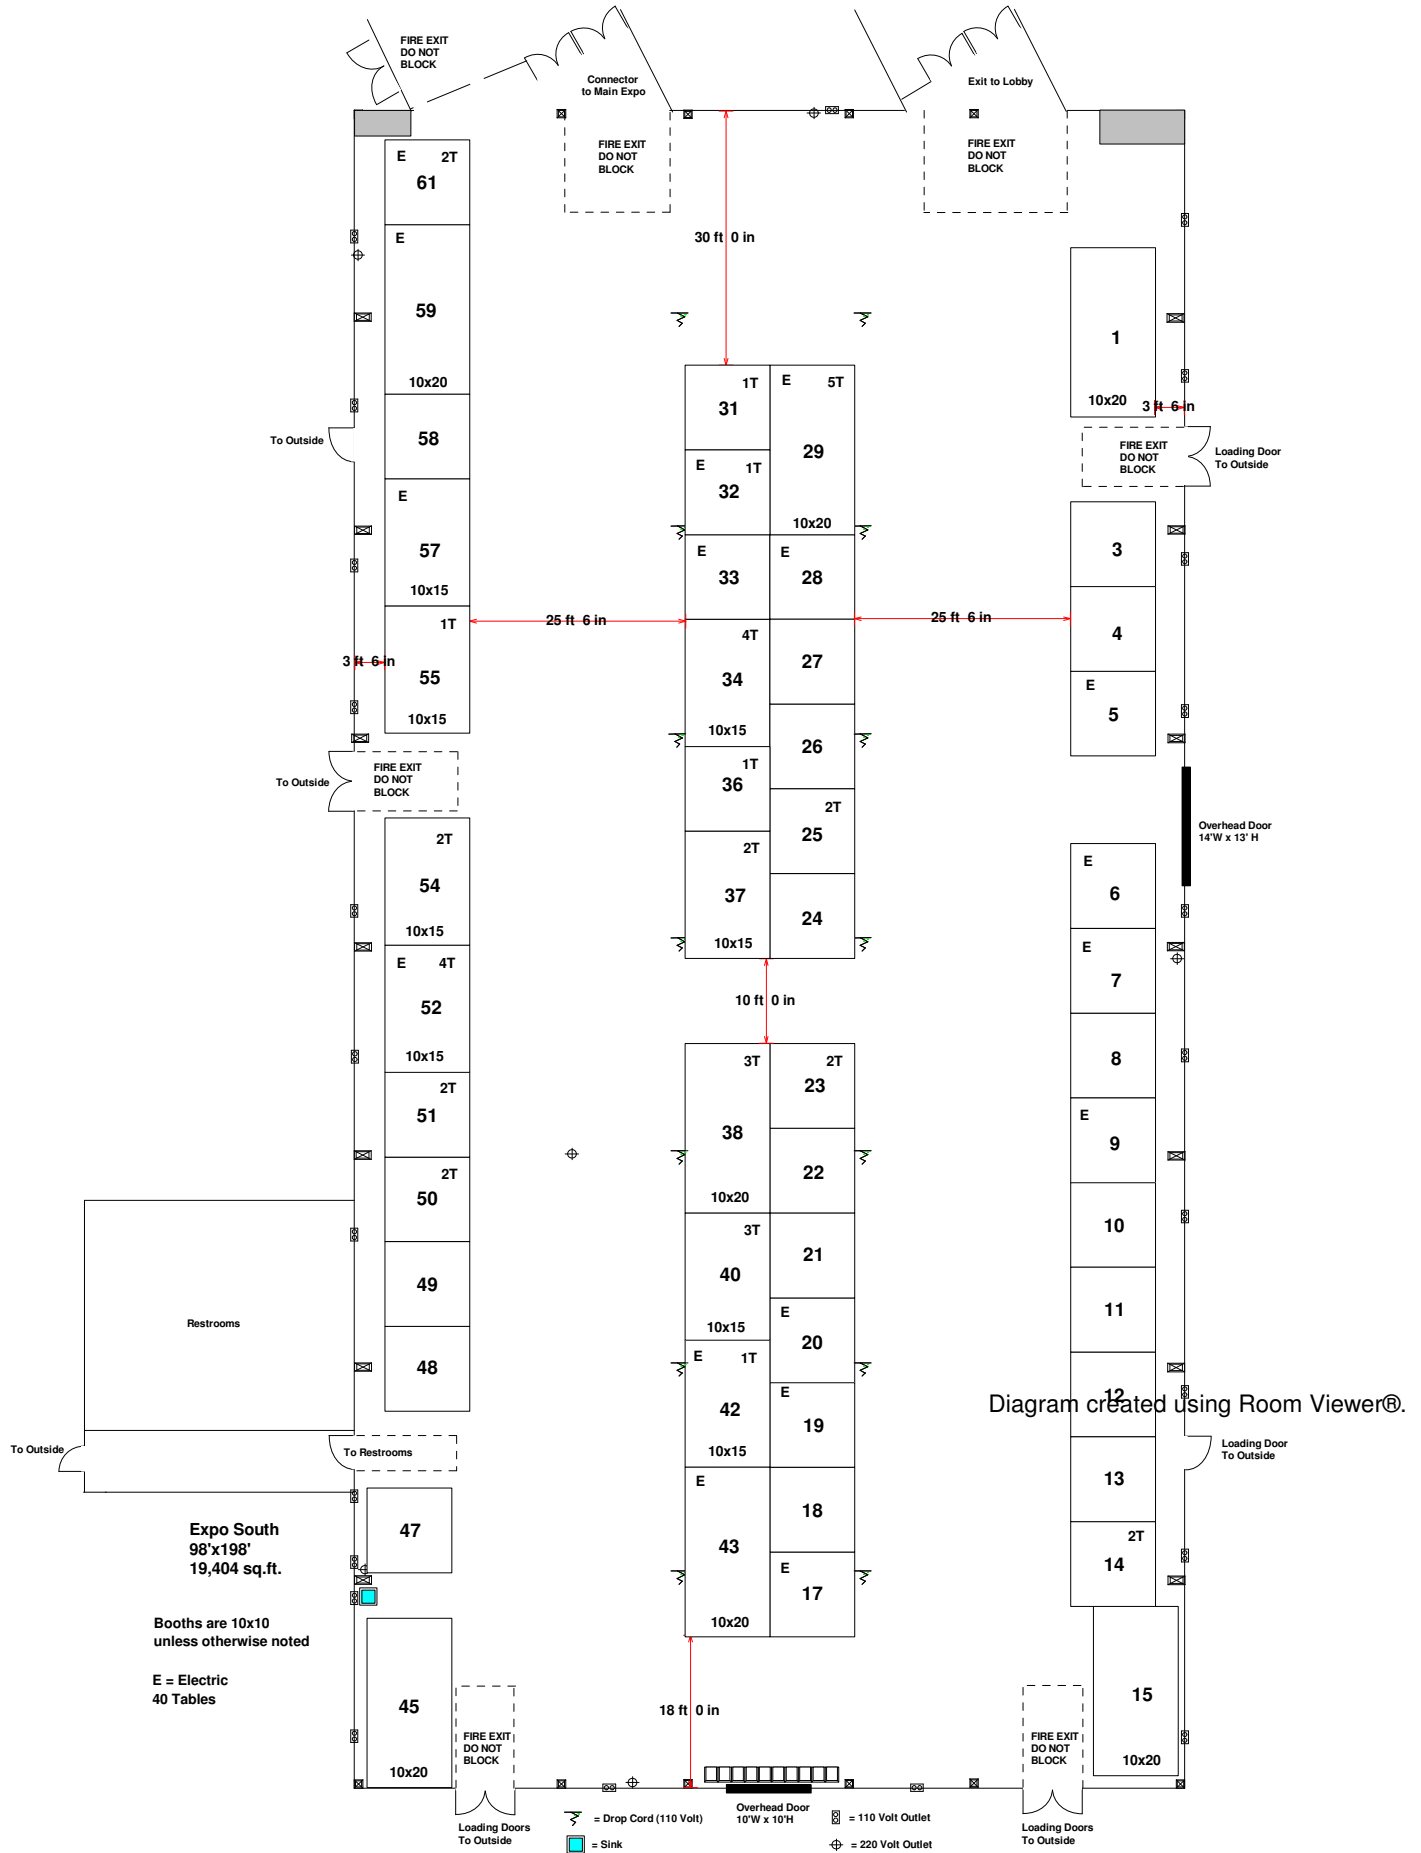 FIRE EXIT
DO NOT
BLOCK
Connector
to Main Expo
Exit to Lobby
FIRE EXIT
DO NOT
BLOCK
FIRE EXIT
DO NOT
BLOCK
E 2T
61
30 ft 0 in
E
59
10x20
1
10x20
3 ft 6 in
To Outside
58
1T
31
E 5T
29
10x20
E 1T
32
FIRE EXIT
DO NOT
BLOCK
Loading Door
To Outside
E
57
10x15
E
33
E
28
3
25 ft 6 in
25 ft 6 in
1T
55
10x15
3 ft 6 in
4T
34
10x15
27
4
E
5
26
To Outside
FIRE EXIT
DO NOT
BLOCK
1T
36
2T
25
Overhead Door
14'W x 13' H
2T
54
10x15
2T
37
10x15
24
E
6
E
7
E 4T
52
10x15
10 ft 0 in
8
2T
51
3T
38
10x20
2T
23
E
9
2T
50
22
10
49
3T
40
10x15
21
11
Restrooms
48
E 1T
42
10x15
E
20
12
Diagram created using Room Viewer®.
E
19
To Outside
To Restrooms
Loading Door
To Outside
13
47
E
43
10x20
18
2T
14
E
17
Expo South
98'x198'
19,404 sq.ft.
Booths are 10x10
unless otherwise noted
E = Electric
40 Tables
45
10x20
18 ft 0 in
15
10x20
FIRE EXIT
DO NOT
BLOCK
FIRE EXIT
DO NOT
BLOCK
Loading Doors
To Outside
= Drop Cord (110 Volt)
= Sink
Overhead Door
10'W x 10'H
= 110 Volt Outlet
= 220 Volt Outlet
Loading Doors
To Outside